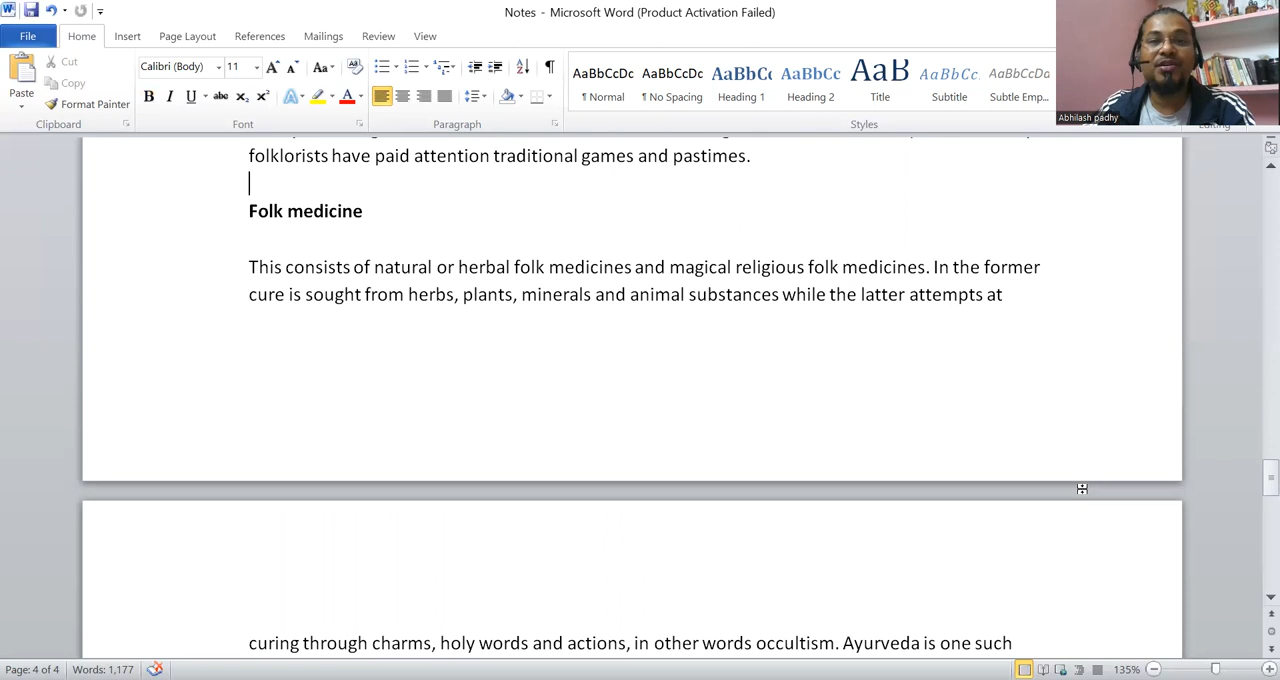 Notes - Microsoft Word (Product Activation Failed)
File Home Insert Page Layout References Mailings Review View
Cut
Calibri (Body) 11 Aa
AaBbCcDc AaBbCcDc AaBbCc AaBbCc AaB AaBbCc. AaBbCcDa
Copy
Paste
Format Painter
B I U abc x₂ x² A A
¶ Normal ¶ No Spacing Heading 1 Heading 2 Title Subtitle Subtle Emp...
Abhilash padhy
Clipboard Font Paragraph Styles Editing
folklorists have paid attention traditional games and pastimes.
Folk medicine
This consists of natural or herbal folk medicines and magical religious folk medicines. In the former
cure is sought from herbs, plants, minerals and animal substances while the latter attempts at
curing through charms, holy words and actions, in other words occultism. Ayurveda is one such
Page: 4 of 4 Words: 1,177 135%